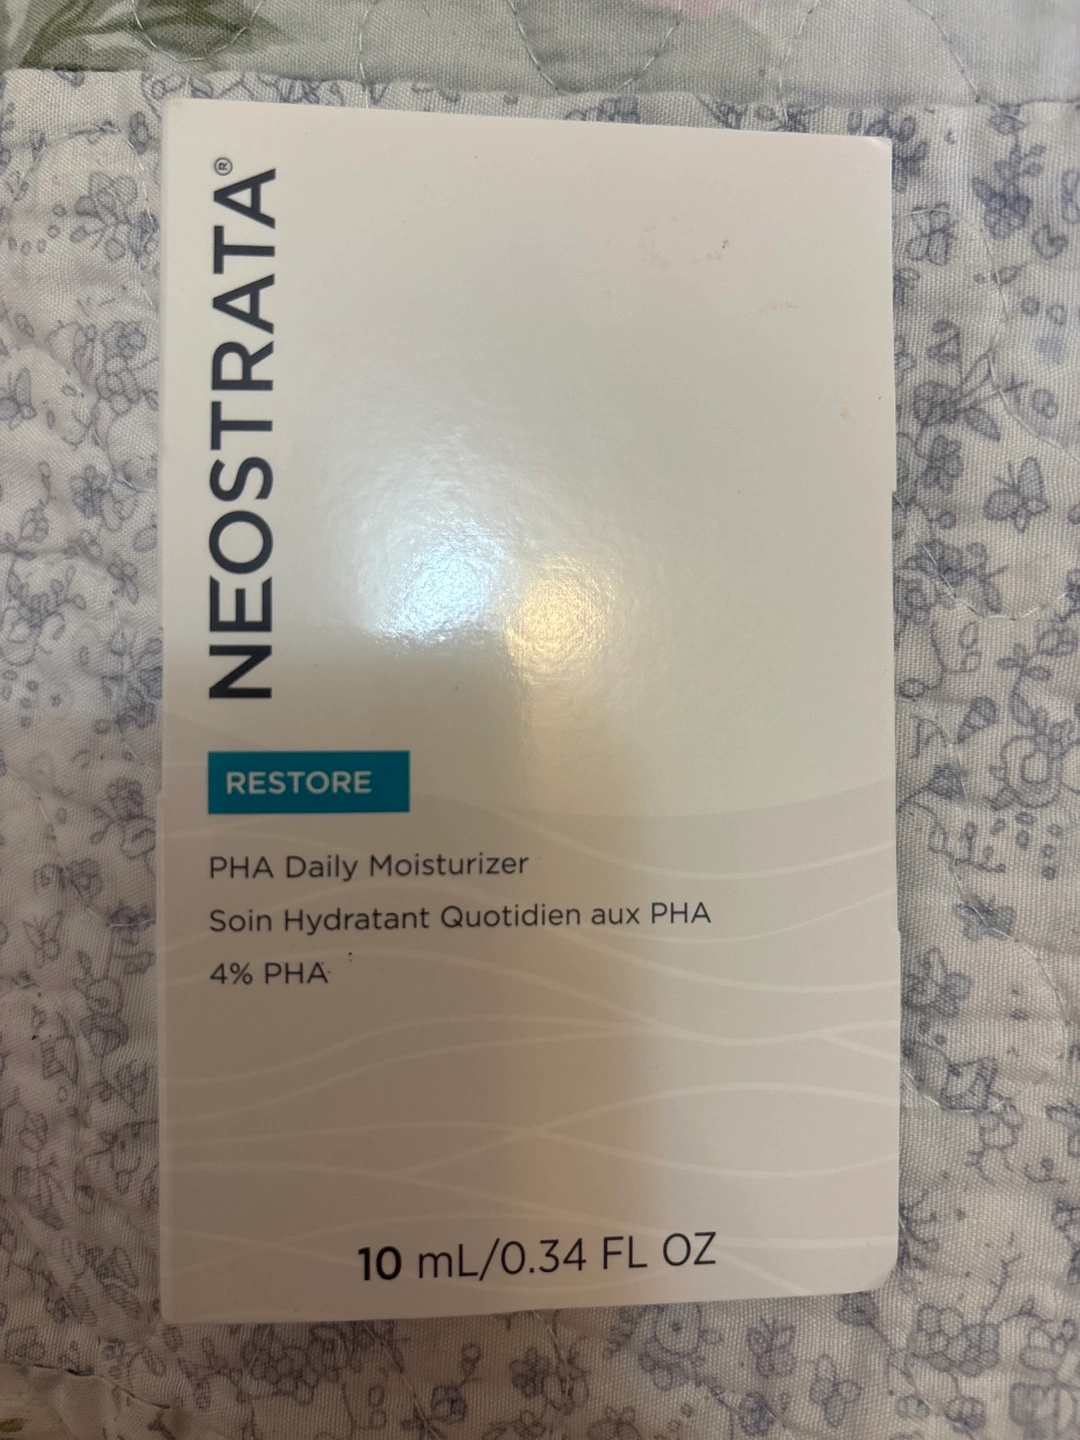 NEOSTRATA®
RESTORE
PHA Daily Moisturizer
Soin Hydratant Quotidien aux PHA
4% PHA
10 mL/0.34 FL OZ